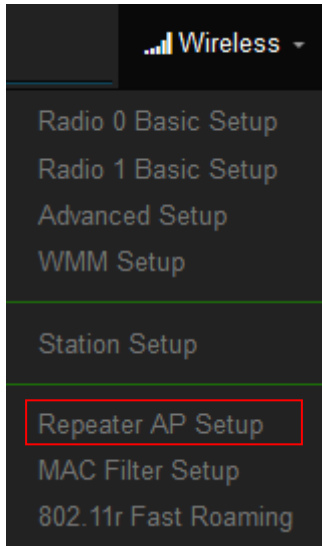 Wireless
Radio 0 Basic Setup
Radio 1 Basic Setup
Advanced Setup
WMM Setup
Station Setup
Repeater AP Setup
MAC Filter Setup
802.11r Fast Roaming